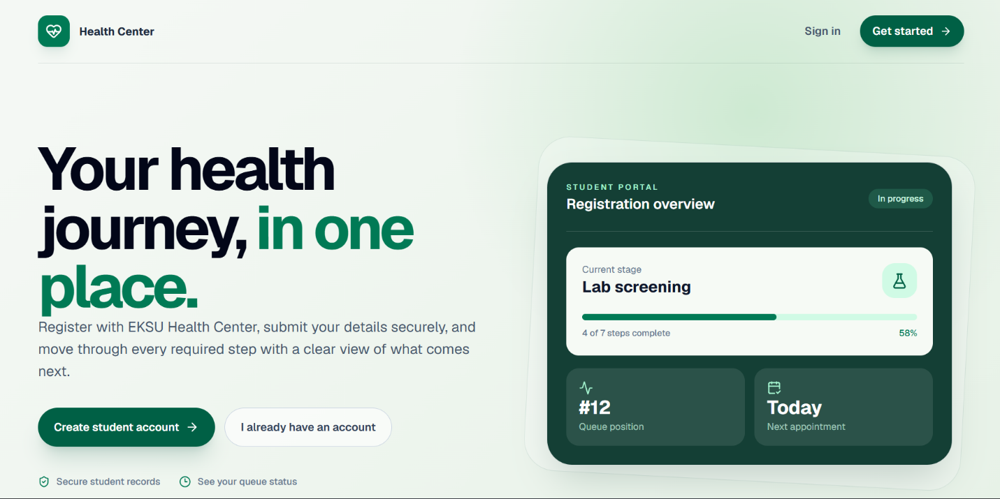 Health Center
Sign in
Get started
Your health
journey, in one
place.
Register with EKSU Health Center, submit your details securely, and
move through every required step with a clear view of what comes
next.
Create student account
I already have an account
Secure student records
See your queue status
STUDENT PORTAL
Registration overview
In progress
Current stage
Lab screening
4 of 7 steps complete
58%
#12
Queue position
Today
Next appointment